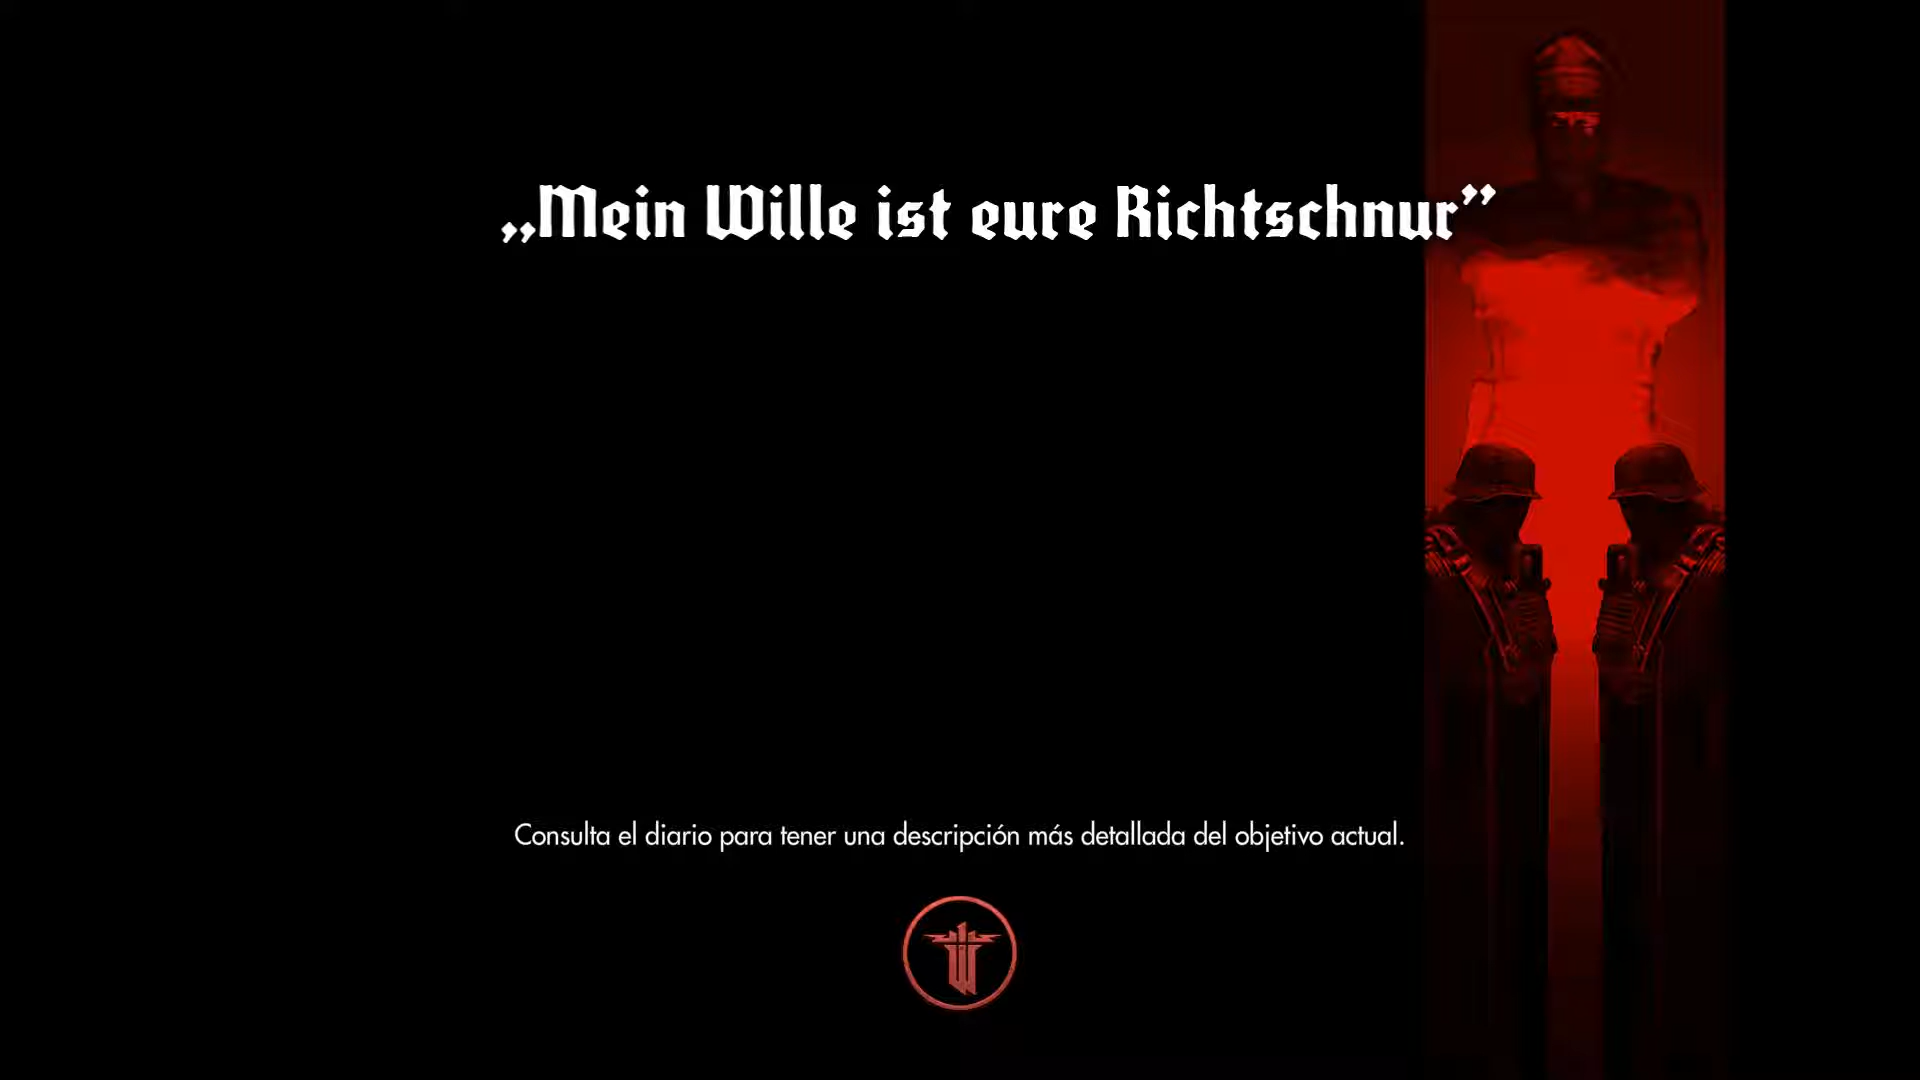 „Mein Wille ist eure Richtschnur”
Consulta el diario para tener una descripción más detallada del objetivo actual.